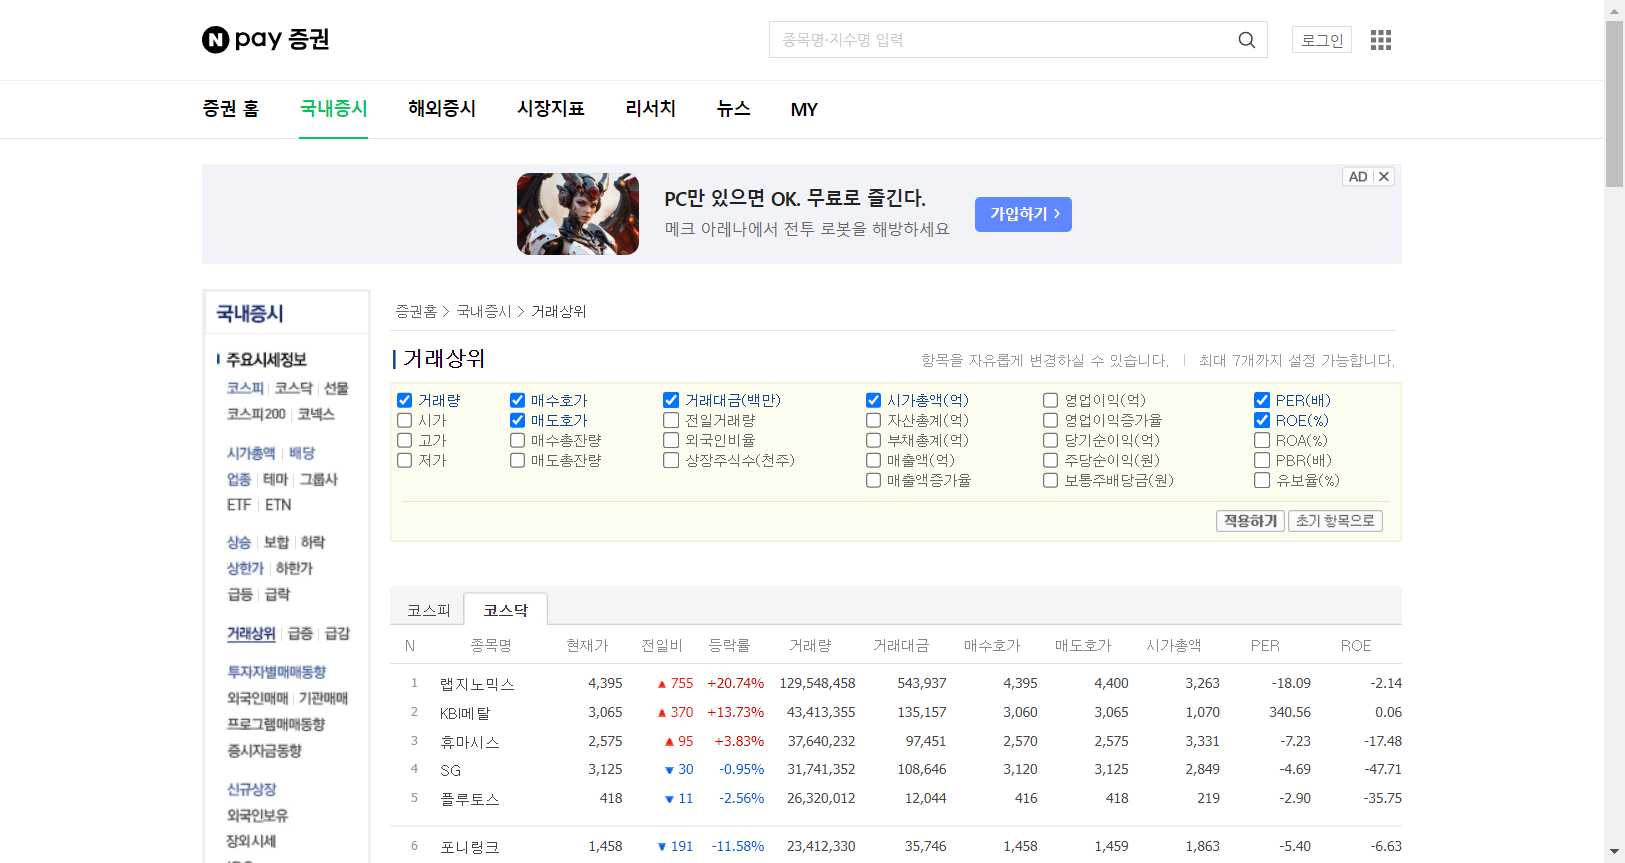 N pay 증권
종목명·지수명 입력
로그인
증권 홈 국내증시 해외증시 시장지표 리서치 뉴스 MY
PC만 있으면 OK. 무료로 즐긴다.
메크 아레나에서 전투 로봇을 해방하세요
가입하기
AD
국내증시
주요시세정보
코스피 코스닥 선물
코스피200 코넥스
시가총액 배당
업종 테마 그룹사
ETF ETN
상승 보합 하락
상한가 하한가
급등 급락
거래상위 급증 급감
투자자별매매동향
외국인매매 기관매매
프로그램매매동향
증시자금동향
신규상장
외국인보유
장외시세
증권홈 > 국내증시 > 거래상위
거래상위
항목을 자유롭게 변경하실 수 있습니다. 최대 7개까지 설정 가능합니다.
거래량 매수호가 거래대금(백만) 시가총액(억) 영업이익(억) PER(배)
시가 매도호가 전일거래량 자산총계(억) 영업이익증가율 ROE(%)
고가 매수총잔량 외국인비율 부채총계(억) 당기순이익(억) ROA(%)
저가 매도총잔량 상장주식수(천주) 매출액(억) 주당순이익(원) PBR(배)
매출액증가율 보통주배당금(원) 유보율(%)
적용하기 초기 항목으로
코스피 코스닥
N 종목명 현재가 전일비 등락률 거래량 거래대금 매수호가 매도호가 시가총액 PER ROE
1 랩지노믹스 4,395 ▲ 755 +20.74% 129,548,458 543,937 4,395 4,400 3,263 -18.09 -2.14
2 KBI메탈 3,065 ▲ 370 +13.73% 43,413,355 135,157 3,060 3,065 1,070 340.56 0.06
3 휴마시스 2,575 ▲ 95 +3.83% 37,640,232 97,451 2,570 2,575 3,331 -7.23 -17.48
4 SG 3,125 ▼ 30 -0.95% 31,741,352 108,646 3,120 3,125 2,849 -4.69 -47.71
5 플루토스 418 ▼ 11 -2.56% 26,320,012 12,044 416 418 219 -2.90 -35.75
6 포니링크 1,458 ▼ 191 -11.58% 23,412,330 35,746 1,458 1,459 1,863 -5.40 -6.63